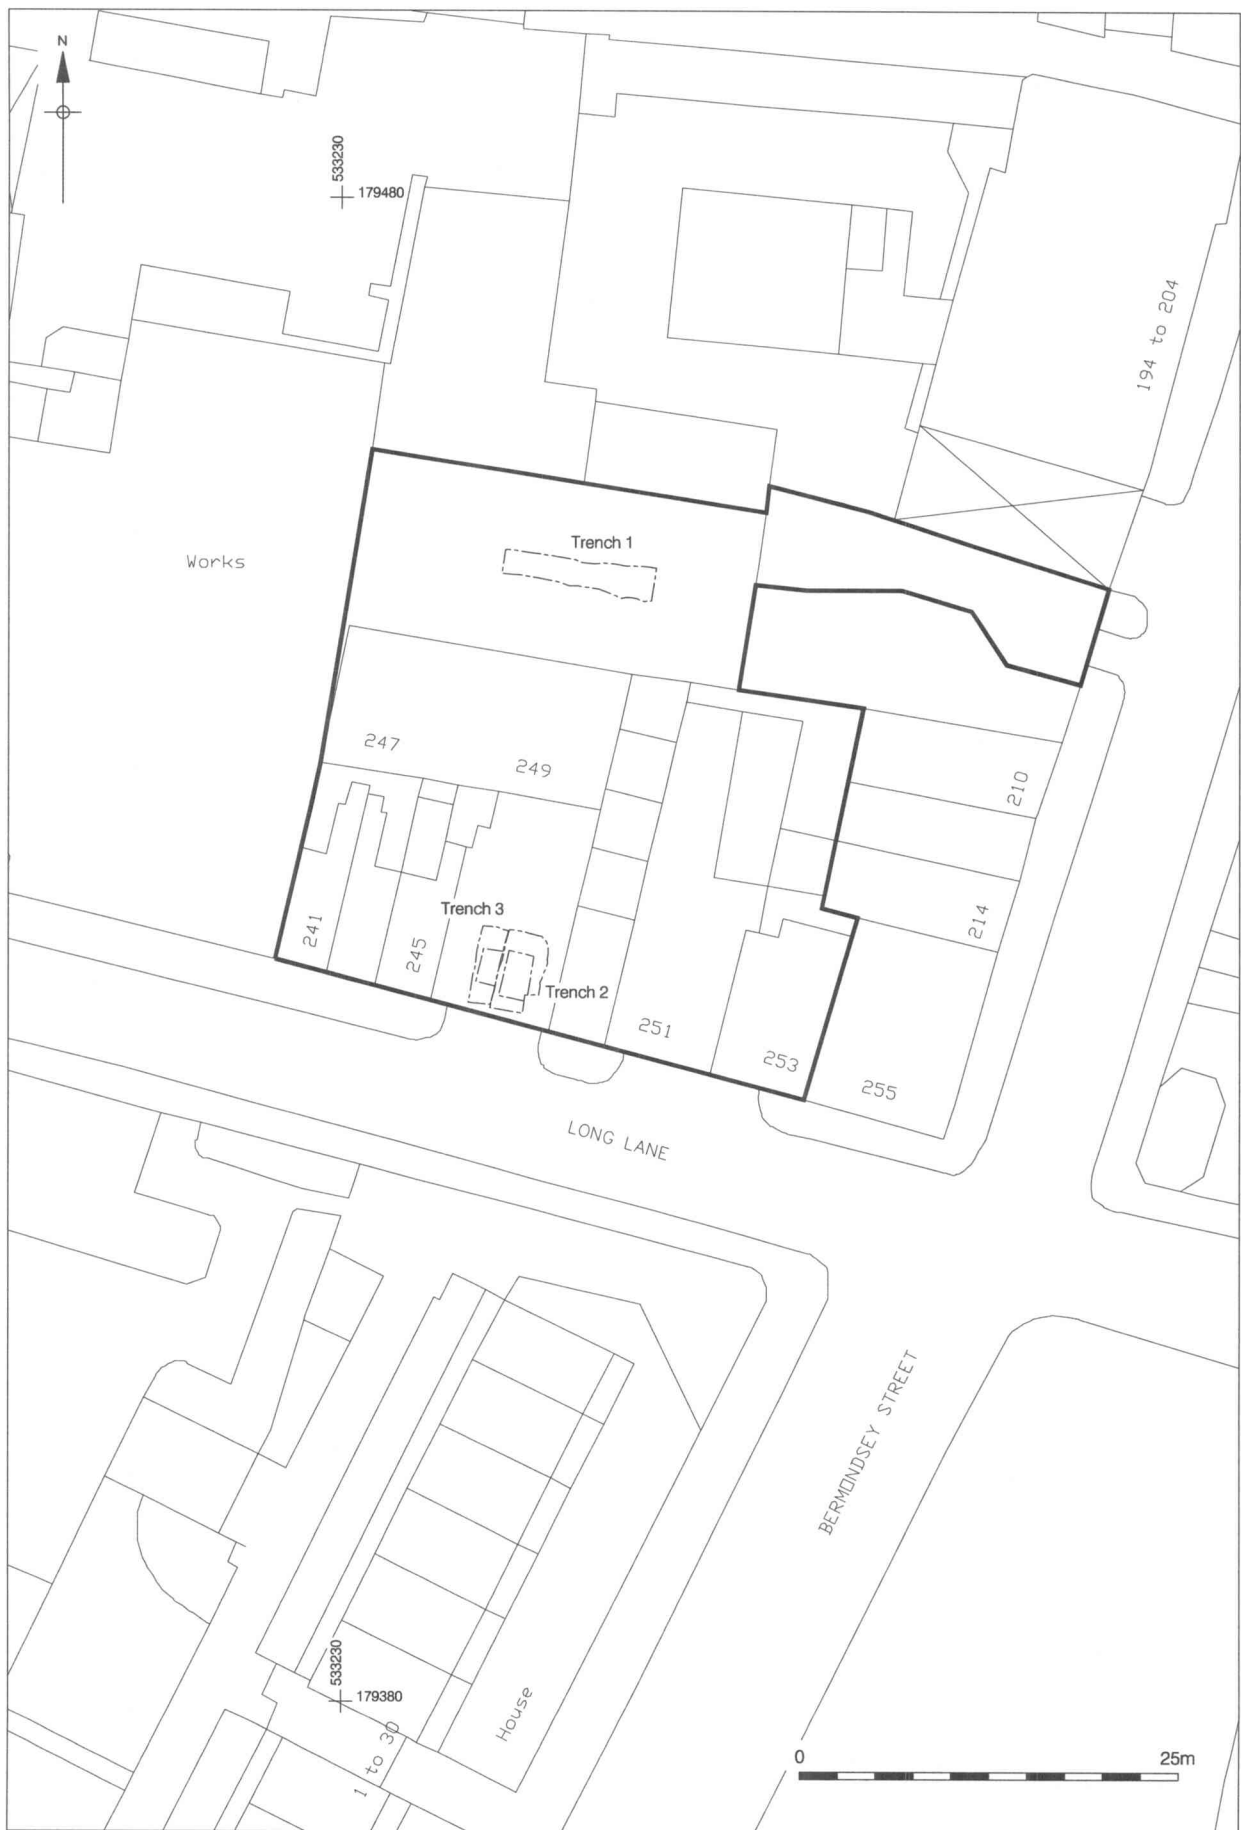 N
533230
179480
194 to 204
Trench 1
Works
247
249
210
Trench 3
241
245
214
Trench 2
251
253
255
LONG LANE
BERMONDSEY STREET
533230
179380
House
1 to 30
0 25m